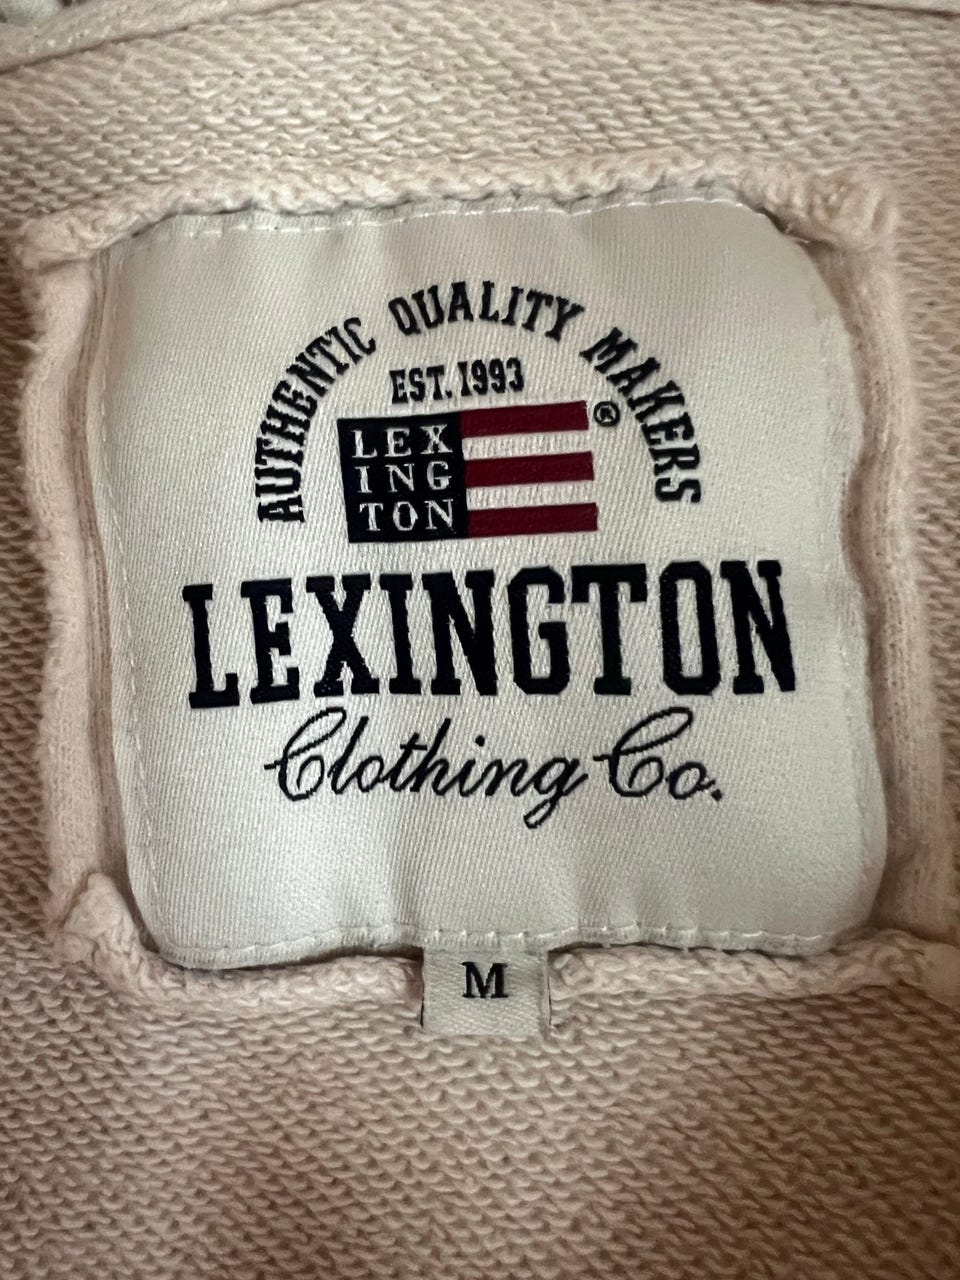 AUTHENTIC QUALITY MAKERS
EST. 1993
LEX
ING
TON
®
LEXINGTON
Clothing Co.
M